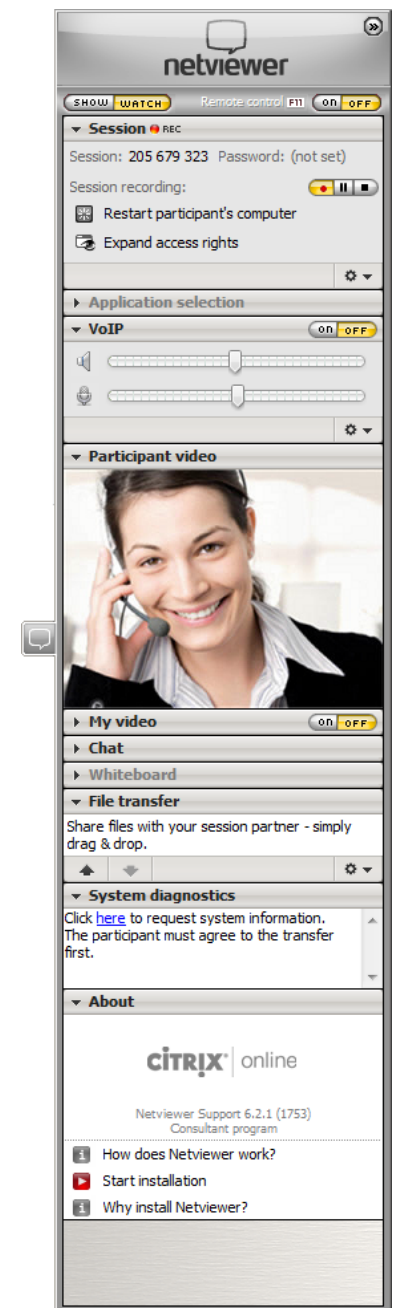 netviewer
SHOW WATCH Remote control F11 ON OFF
Session REC
Session: 205 679 323 Password: (not set)
Session recording:
Restart participant's computer
Expand access rights
Application selection
VoIP ON OFF
Participant video
My video ON OFF
Chat
Whiteboard
File transfer
Share files with your session partner - simply
drag & drop.
System diagnostics
Click here to request system information.
The participant must agree to the transfer
first.
About
CITRIX online
Netviewer Support 6.2.1 (1753)
Consultant program
How does Netviewer work?
Start installation
Why install Netviewer?